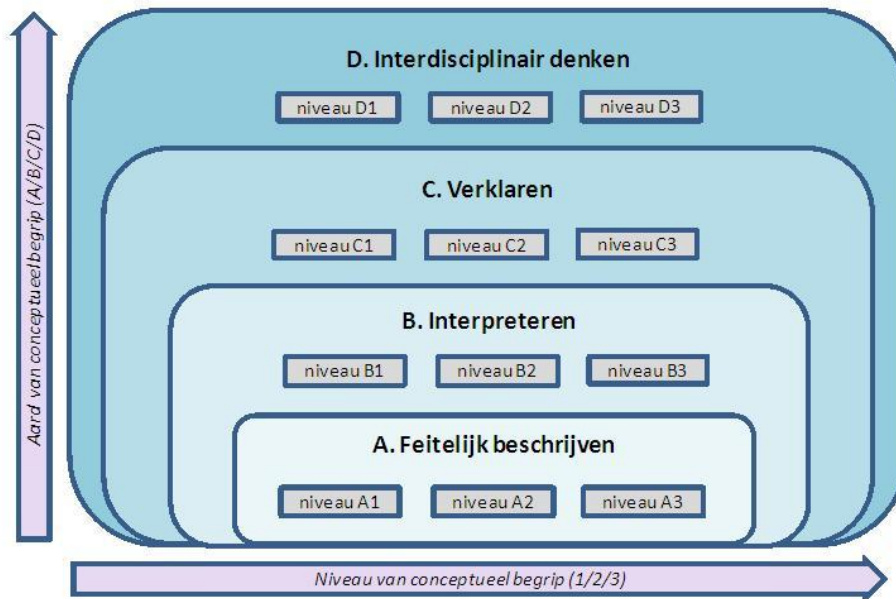 D. Interdisciplinair denken
niveau D1 niveau D2 niveau D3
C. Verklaren
niveau C1 niveau C2 niveau C3
B. Interpreteren
niveau B1 niveau B2 niveau B3
A. Feitelijk beschrijven
niveau A1 niveau A2 niveau A3
Aard van conceptueel begrip (A/B/C/D)
Niveau van conceptueel begrip (1/2/3)